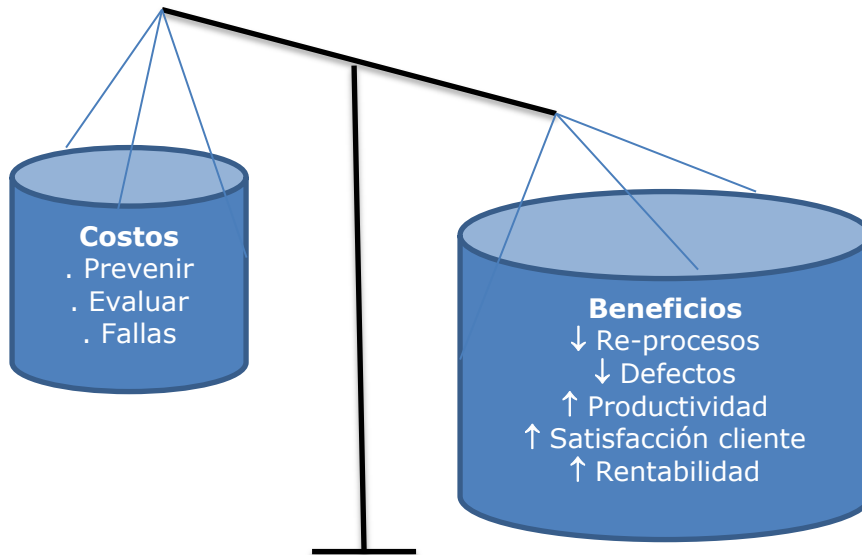 Costos
. Prevenir
. Evaluar
. Fallas
Beneficios
↓ Re-procesos
↓ Defectos
↑ Productividad
↑ Satisfacción cliente
↑ Rentabilidad